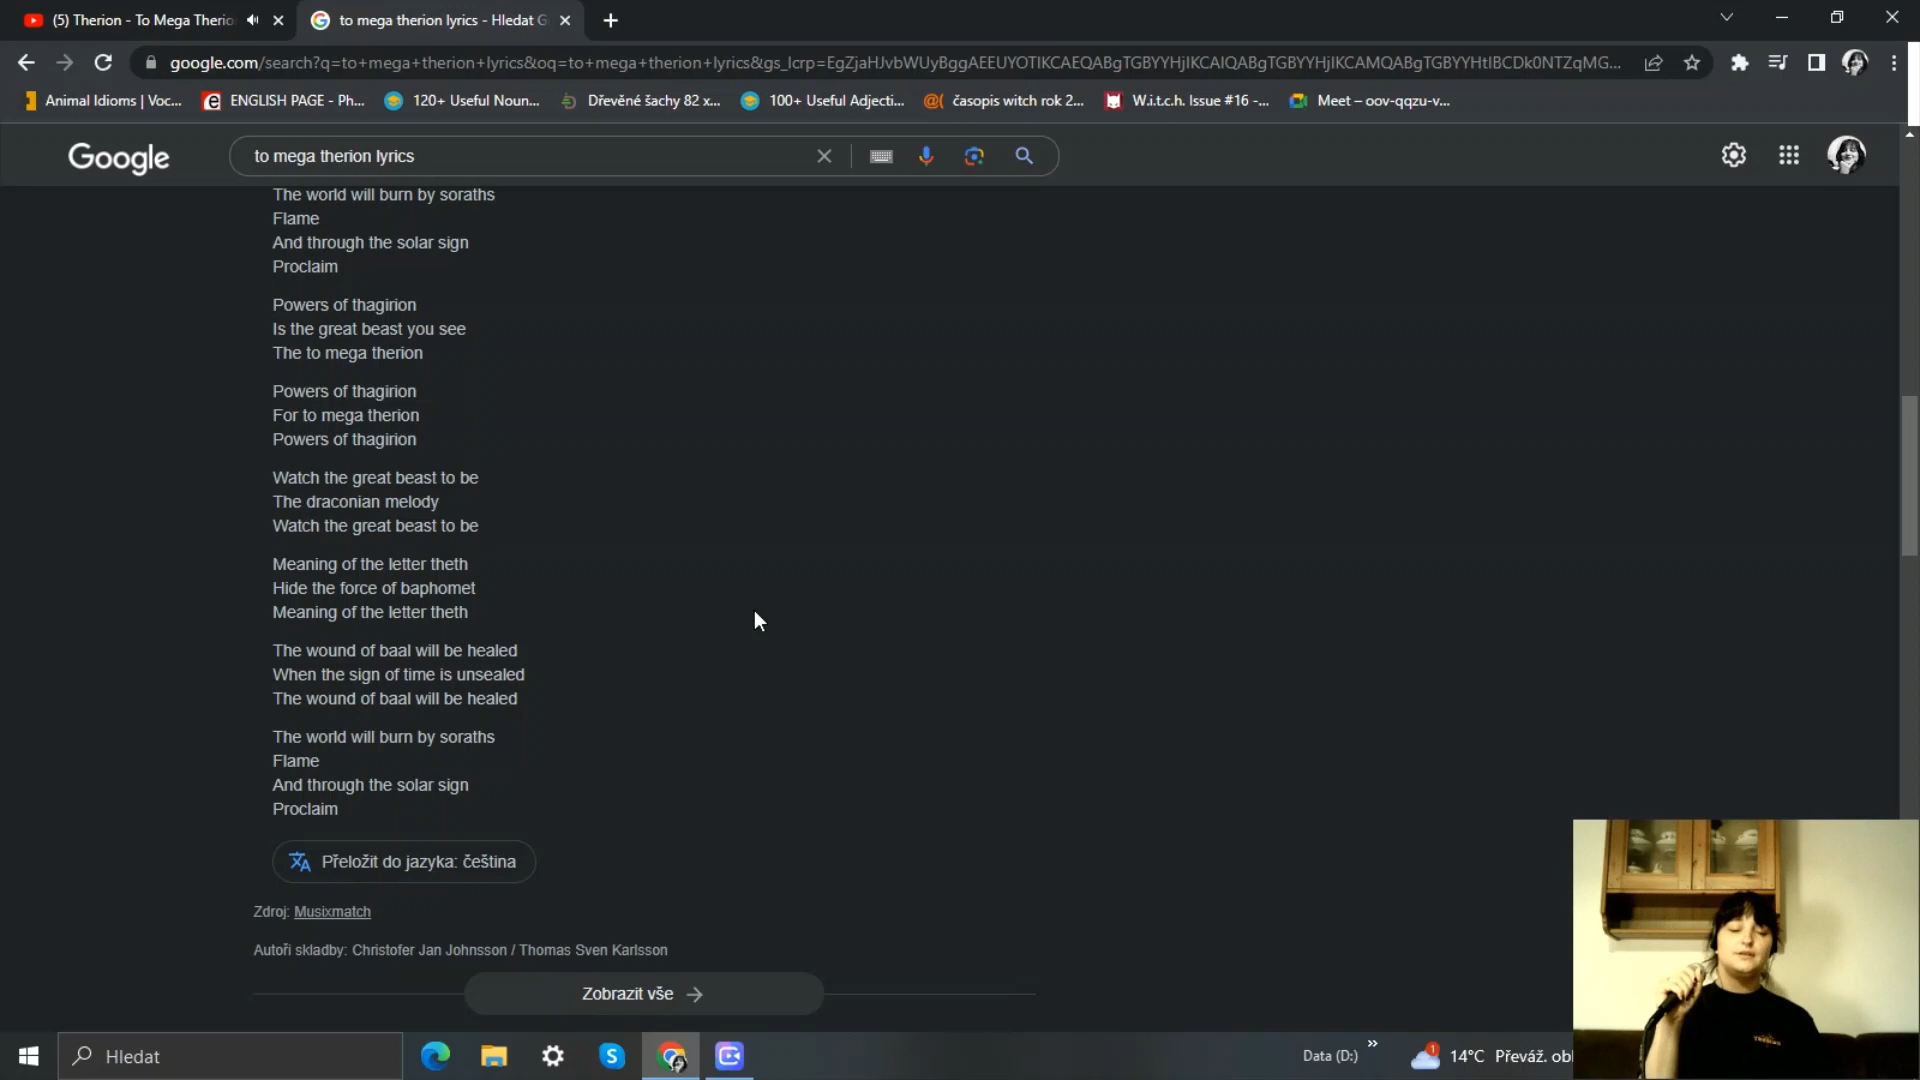 (5) Therion - To Mega Therio
to mega therion lyrics - Hledat G
google.com/search?q=to+mega+therion+lyrics&oq=to+mega+therion+lyrics&gs_lcrp=EgZjaHJvbWUyBggAEEUYOTIKCAEQABgTGBYYHjIKCAIQABgTGBYYHjIKCAMQABgTGBYYHtIBCDk0NTZqMG...
Animal Idioms | Voc...
ENGLISH PAGE - Ph...
120+ Useful Noun...
Dřevěné šachy 82 x...
100+ Useful Adjecti...
časopis witch rok 2...
W.i.t.c.h. Issue #16 -...
Meet – oov-qqzu-v...
Google
to mega therion lyrics
The world will burn by soraths
Flame
And through the solar sign
Proclaim
Powers of thagirion
Is the great beast you see
The to mega therion
Powers of thagirion
For to mega therion
Powers of thagirion
Watch the great beast to be
The draconian melody
Watch the great beast to be
Meaning of the letter theth
Hide the force of baphomet
Meaning of the letter theth
The wound of baal will be healed
When the sign of time is unsealed
The wound of baal will be healed
The world will burn by soraths
Flame
And through the solar sign
Proclaim
Přeložit do jazyka: čeština
Zdroj: Musixmatch
Autoři skladby: Christofer Jan Johnsson / Thomas Sven Karlsson
Zobrazit vše
Hledat
Data (D:)
1
14°C Převáž. obl